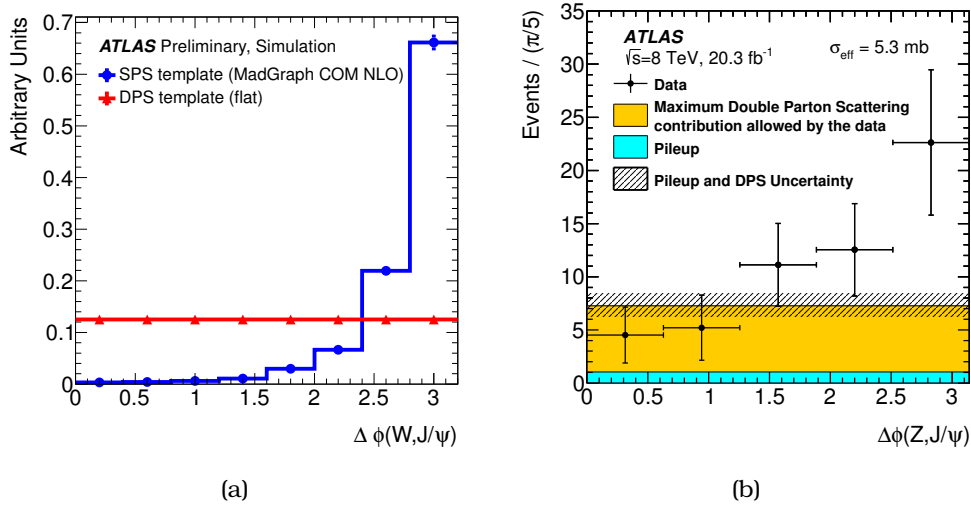 0.7
0.6
0.5
0.4
0.3
0.2
0.1
0
Arbitrary Units
ATLAS Preliminary, Simulation
SPS template (MadGraph COM NLO)
DPS template (flat)
0 0.5 1 1.5 2 2.5 3
Δ ϕ(W,J/ψ)
(a)
35
30
25
20
15
10
5
0
Events / (π/5)
ATLAS
√s=8 TeV, 20.3 fb⁻¹
σeff = 5.3 mb
Data
Maximum Double Parton Scattering
contribution allowed by the data
Pileup
Pileup and DPS Uncertainty
0 0.5 1 1.5 2 2.5 3
Δϕ(Z,J/ψ)
(b)